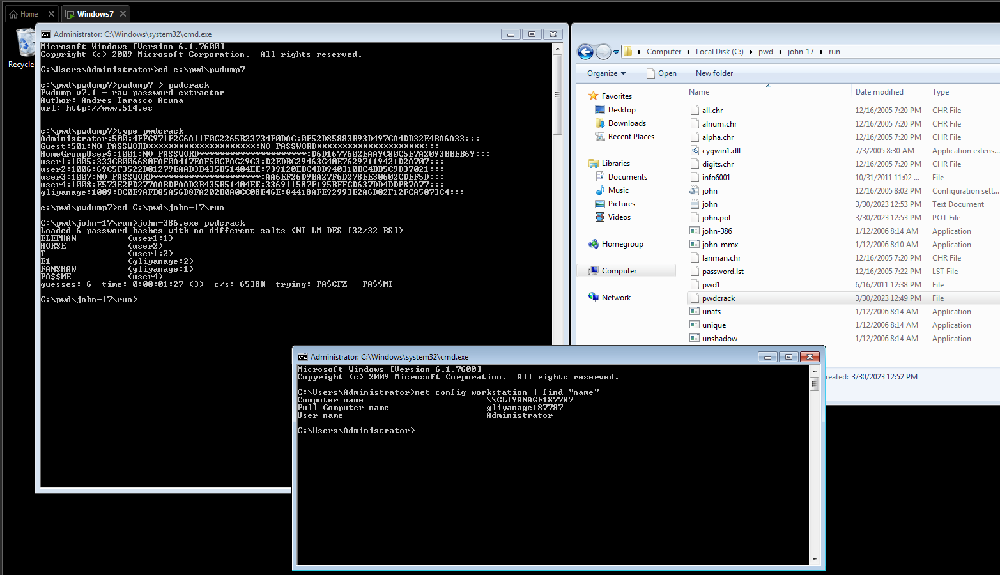 Home
Windows7
Recycle
Administrator: C:\Windows\system32\cmd.exe
Microsoft Windows [Version 6.1.7600]
Copyright (c) 2009 Microsoft Corporation.  All rights reserved.
C:\Users\Administrator>cd c:\pwd\pwdump7
c:\pwd\pwdump7>pwdump7 > pwdcrack
Pwdump v7.1 - raw password extractor
Author: Andres Tarasco Acuna
url: http://www.514.es
c:\pwd\pwdump7>type pwdcrack
Administrator:500:4EFC971E2C6A11F0C2265B23734E0DAC:0E52D85883B93D497CA4DD32E4BA6A33:::
Guest:501:NO PASSWORD*********************:NO PASSWORD*********************:::
HomeGroupUser$:1001:NO PASSWORD*********************:D6D1677602EAA9C80C5E7A2093BBEB69:::
user1:1005:333CB006680FAF0A417EAF50CFAC29C3:D2EDBC29463C40E76297119421D2A707:::
user2:1006:69C5F3522D01279EAAD3B435B51404EE:739120EBC4DD940310BC4BB5C9D37021:::
user3:1007:NO PASSWORD*********************:AA6EF26D9BA27F6D278EE30602CDEF5D:::
user4:1008:E573E2FD277AABDFAAD3B435B51404EE:336911587E195BFFCD637DD4DDF87A77:::
gliyanage:1009:DC0E9AFD85A56D8FA202B0A0CC08E46E:84418AFE92993E2A6D02F12FCA5073C4:::
c:\pwd\pwdump7>cd C:\pwd\john-17\run
C:\pwd\john-17\run>john-386.exe pwdcrack
Loaded 6 password hashes with no different salts (NT LM DES [32/32 BS])
ELEPHAN          (user1:1)
HORSE            (user2)
T                (user1:2)
E1               (gliyanage:2)
FANSHAW          (gliyanage:1)
PA$$ME           (user4)
guesses: 6  time: 0:00:01:27 (3)  c/s: 6538K  trying: PA$CFZ - PA$$MI
C:\pwd\john-17\run>
Computer Local Disk (C:) pwd john-17 run
Organize Open New folder
Favorites
Desktop
Downloads
Recent Places
Libraries
Documents
Music
Pictures
Videos
Homegroup
Computer
Network
Name Date modified Type
all.chr 12/16/2005 7:20 PM CHR File
alnum.chr 12/16/2005 7:20 PM CHR File
alpha.chr 12/16/2005 7:20 PM CHR File
cygwin1.dll 7/3/2005 8:30 AM Application exten...
digits.chr 12/16/2005 7:20 PM CHR File
info6001 10/31/2011 11:02 ... File
john 12/16/2005 8:02 PM Configuration sett...
john 3/30/2023 12:53 PM Text Document
john.pot 3/30/2023 12:53 PM POT File
john-386 1/12/2006 8:14 AM Application
john-mmx 1/12/2006 8:10 AM Application
lanman.chr 12/16/2005 7:20 PM CHR File
password.lst 12/16/2005 7:22 PM LST File
pwd1 6/16/2011 12:38 PM File
pwdcrack 3/30/2023 12:49 PM File
unafs 1/12/2006 8:14 AM Application
unique 1/12/2006 8:14 AM Application
unshadow 1/12/2006 8:14 AM Application
reated: 3/30/2023 12:52 PM
Administrator: C:\Windows\system32\cmd.exe
Microsoft Windows [Version 6.1.7600]
Copyright (c) 2009 Microsoft Corporation.  All rights reserved.
C:\Users\Administrator>net config workstation | find "name"
Computer name                        \\GLIYANAGE187787
Full Computer name                   gliyanage187787
User name                            Administrator
C:\Users\Administrator>